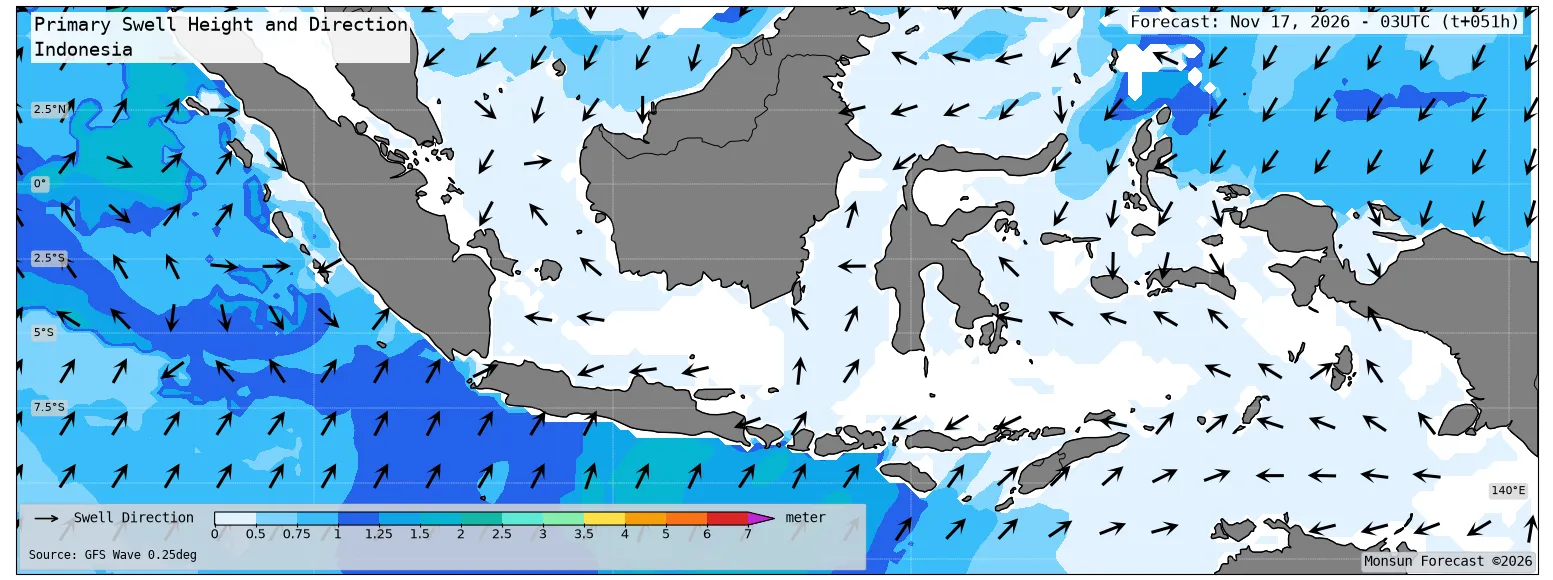 Primary Swell Height and Direction
Indonesia
Forecast: Nov 17, 2026 - 03UTC (t+051h)
2.5°N
0°
2.5°S
5°S
7.5°S
140°E
Swell Direction
0 0.5 0.75 1 1.25 1.5 2 2.5 3 3.5 4 5 6 7
meter
Source: GFS Wave 0.25deg
Monsun Forecast ©2026